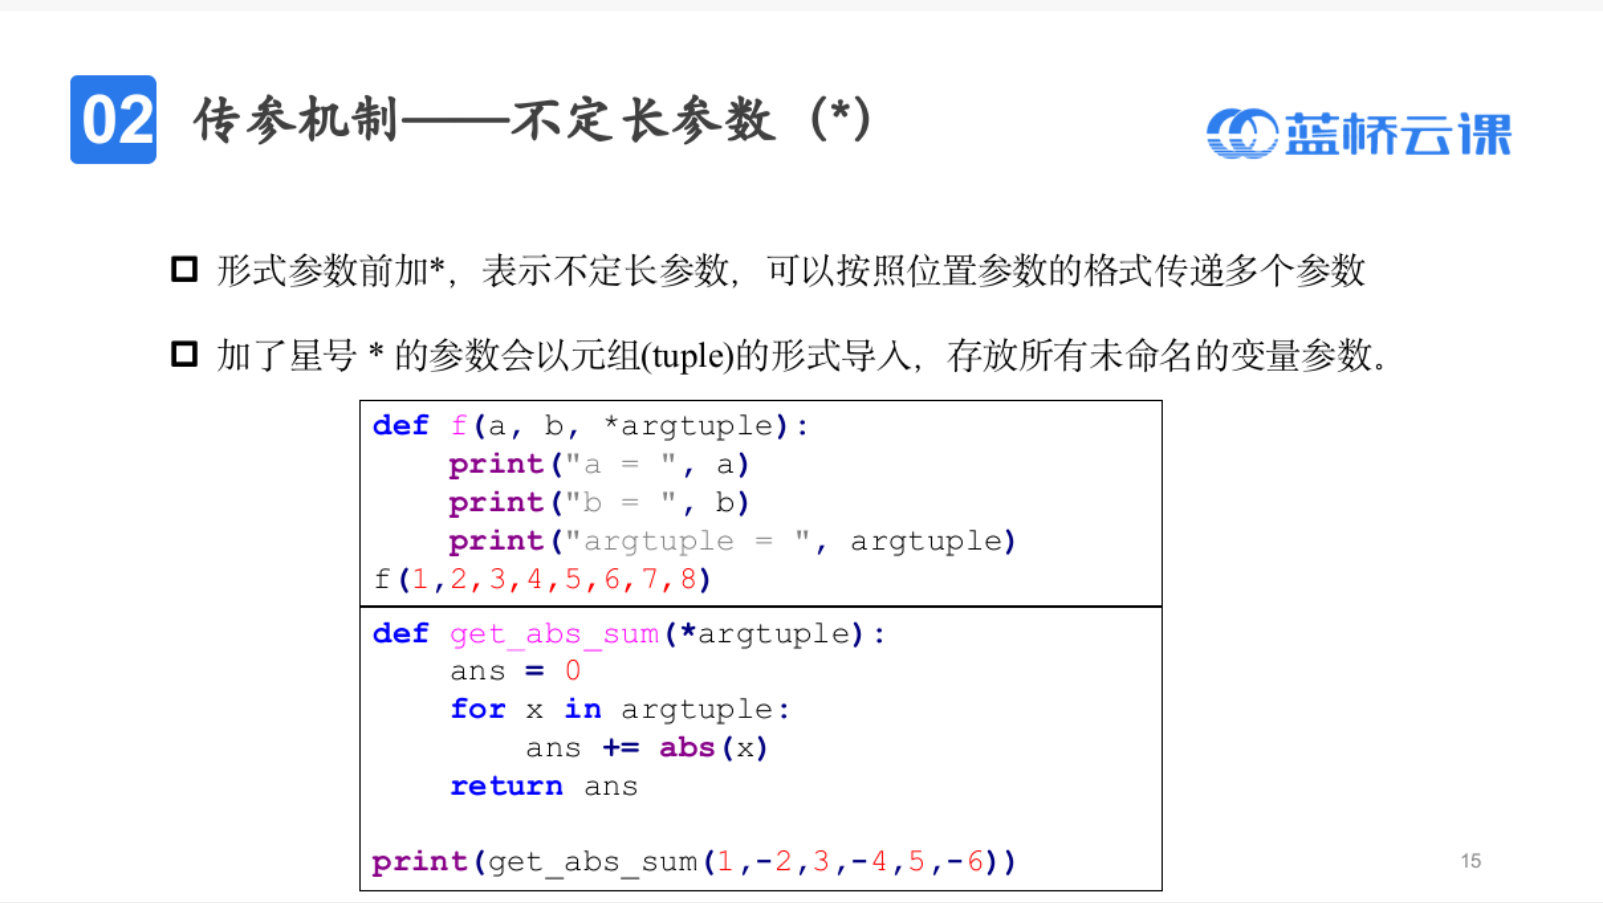 02 传参机制——不定长参数（*）
蓝桥云课
形式参数前加*，表示不定长参数，可以按照位置参数的格式传递多个参数
加了星号 * 的参数会以元组(tuple)的形式导入，存放所有未命名的变量参数。
def f(a, b, *argtuple):
    print("a = ", a)
    print("b = ", b)
    print("argtuple = ", argtuple)
f(1,2,3,4,5,6,7,8)
def get_abs_sum(*argtuple):
    ans = 0
    for x in argtuple:
        ans += abs(x)
    return ans
print(get_abs_sum(1,-2,3,-4,5,-6))
15